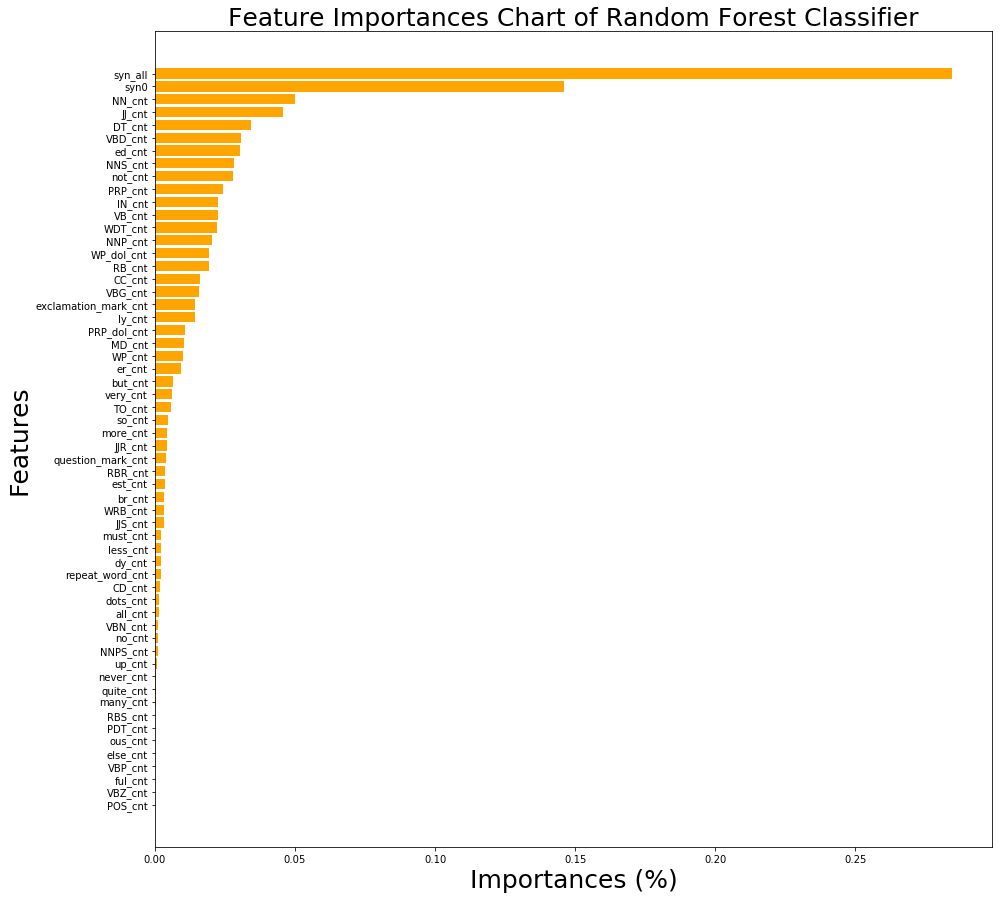 Feature Importances Chart of Random Forest Classifier
syn_all
syn0
NN_cnt
JJ_cnt
DT_cnt
VBD_cnt
ed_cnt
NNS_cnt
not_cnt
PRP_cnt
IN_cnt
VB_cnt
WDT_cnt
NNP_cnt
WP_dol_cnt
RB_cnt
CC_cnt
VBG_cnt
exclamation_mark_cnt
ly_cnt
PRP_dol_cnt
MD_cnt
WP_cnt
er_cnt
but_cnt
very_cnt
TO_cnt
so_cnt
more_cnt
JJR_cnt
question_mark_cnt
RBR_cnt
est_cnt
br_cnt
WRB_cnt
JJS_cnt
must_cnt
less_cnt
dy_cnt
repeat_word_cnt
CD_cnt
dots_cnt
all_cnt
VBN_cnt
no_cnt
NNPS_cnt
up_cnt
never_cnt
quite_cnt
many_cnt
RBS_cnt
PDT_cnt
ous_cnt
else_cnt
VBP_cnt
ful_cnt
VBZ_cnt
POS_cnt
Features
0.00 0.05 0.10 0.15 0.20 0.25
Importances (%)